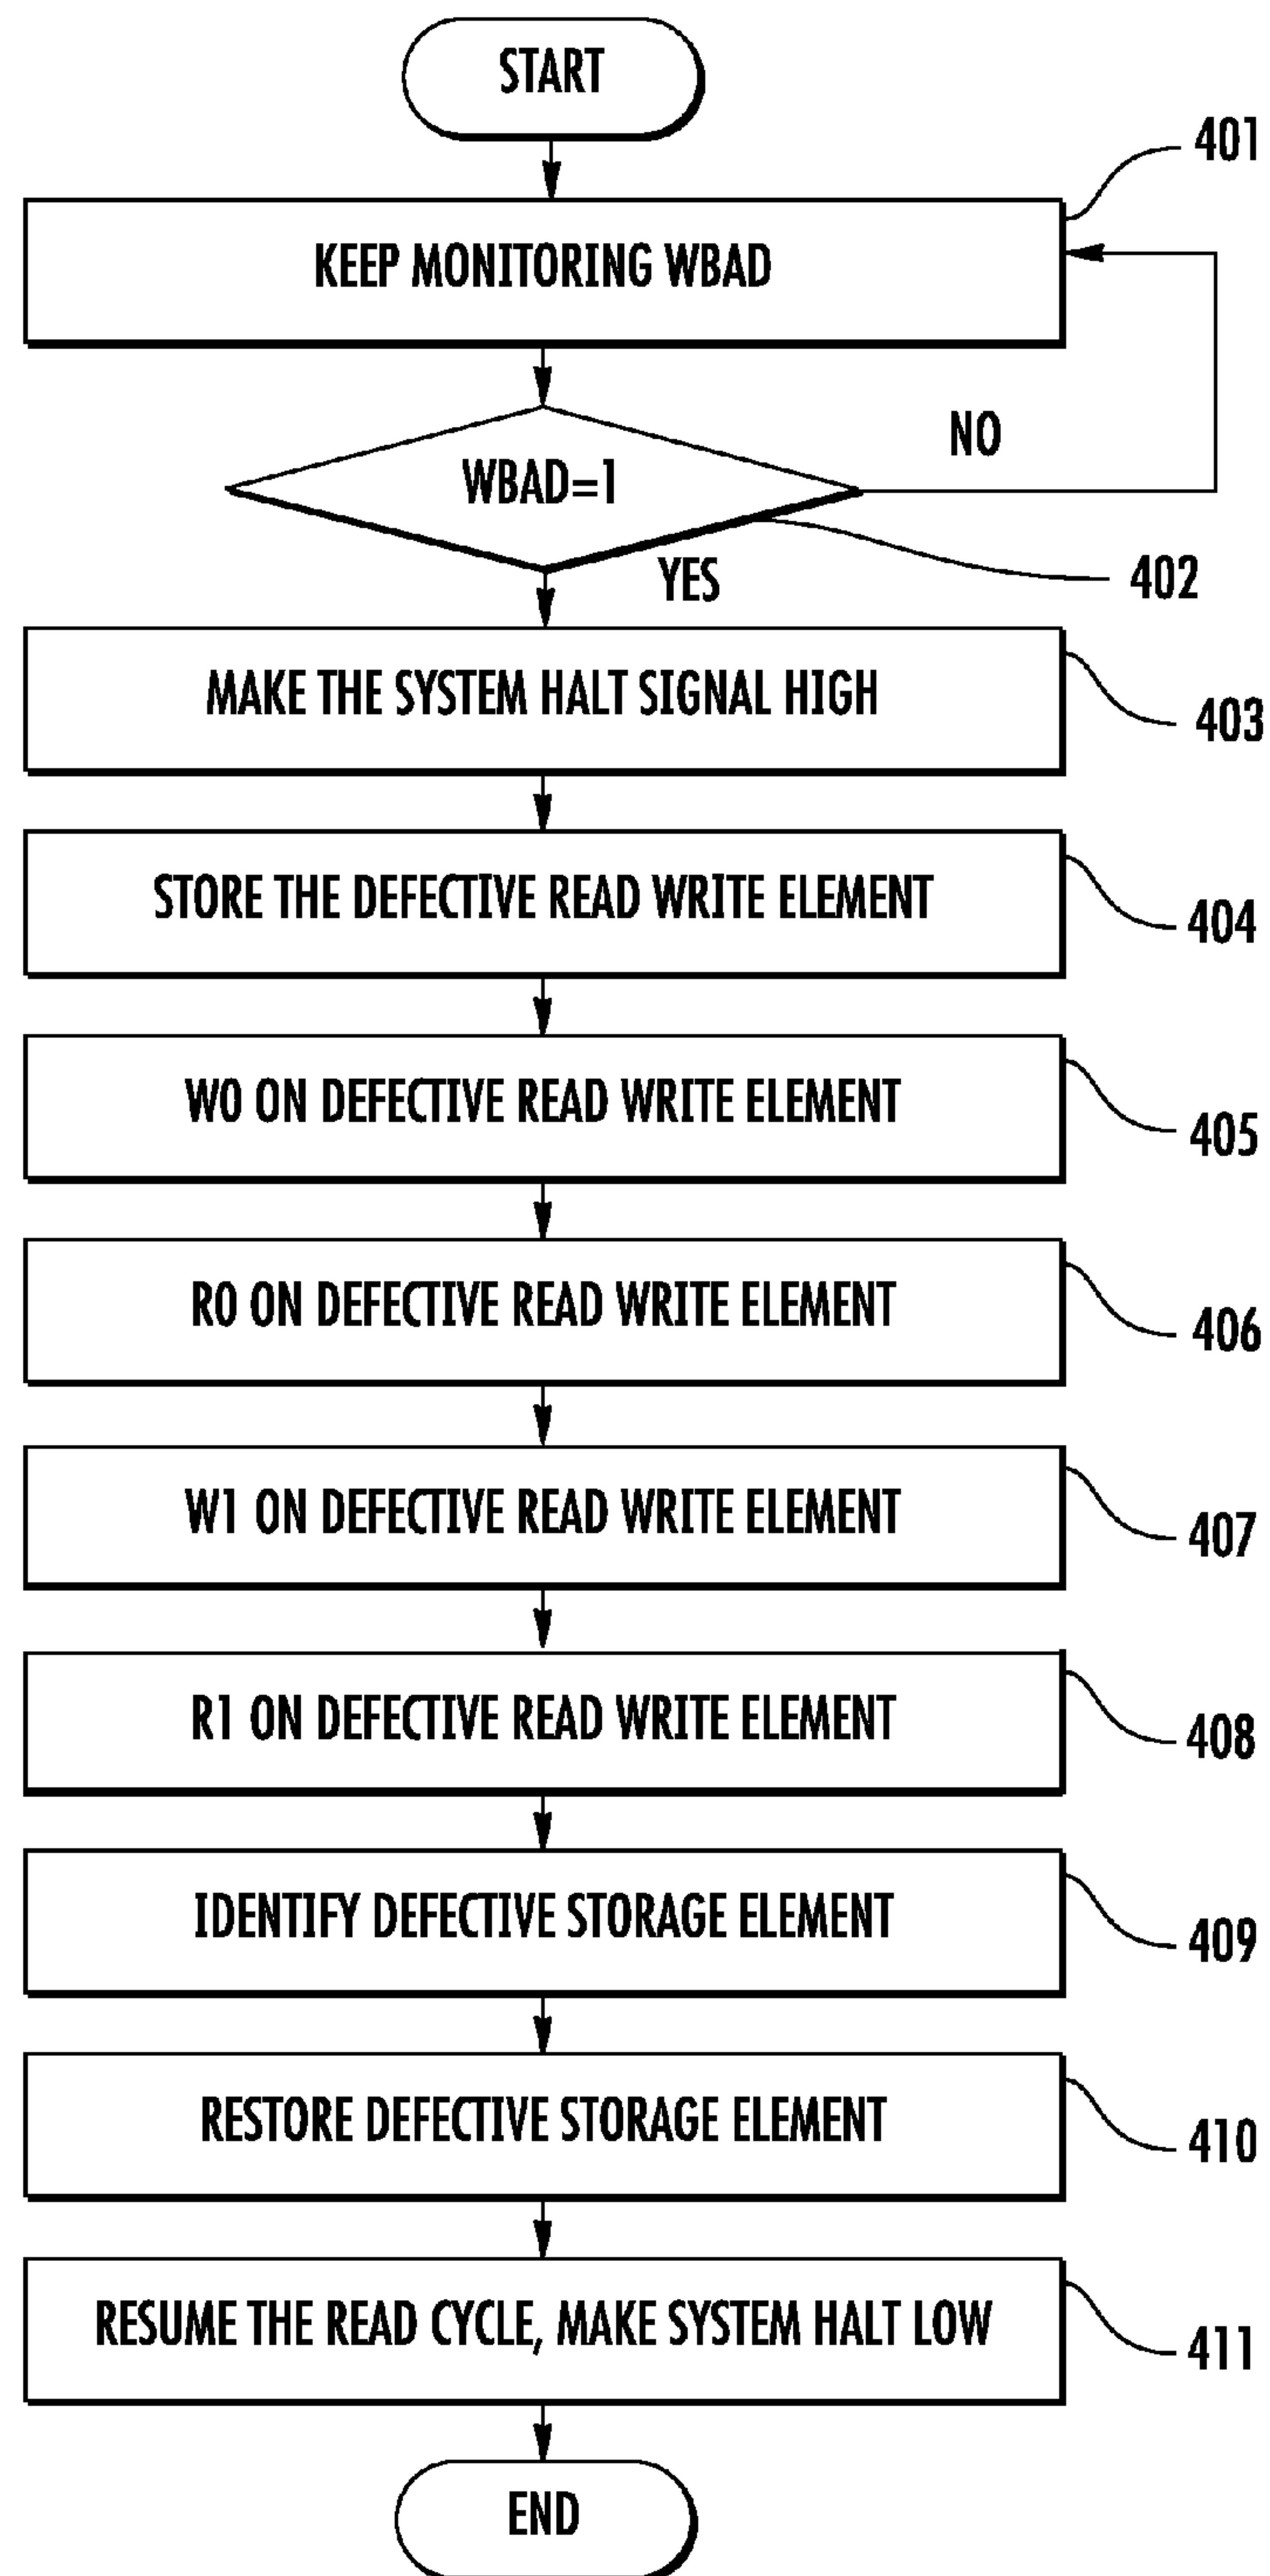 START
401
KEEP MONITORING WBAD
NO
WBAD=1
YES
402
MAKE THE SYSTEM HALT SIGNAL HIGH
403
STORE THE DEFECTIVE READ WRITE ELEMENT
404
W0 ON DEFECTIVE READ WRITE ELEMENT
405
R0 ON DEFECTIVE READ WRITE ELEMENT
406
W1 ON DEFECTIVE READ WRITE ELEMENT
407
R1 ON DEFECTIVE READ WRITE ELEMENT
408
IDENTIFY DEFECTIVE STORAGE ELEMENT
409
RESTORE DEFECTIVE STORAGE ELEMENT
410
RESUME THE READ CYCLE, MAKE SYSTEM HALT LOW
411
END